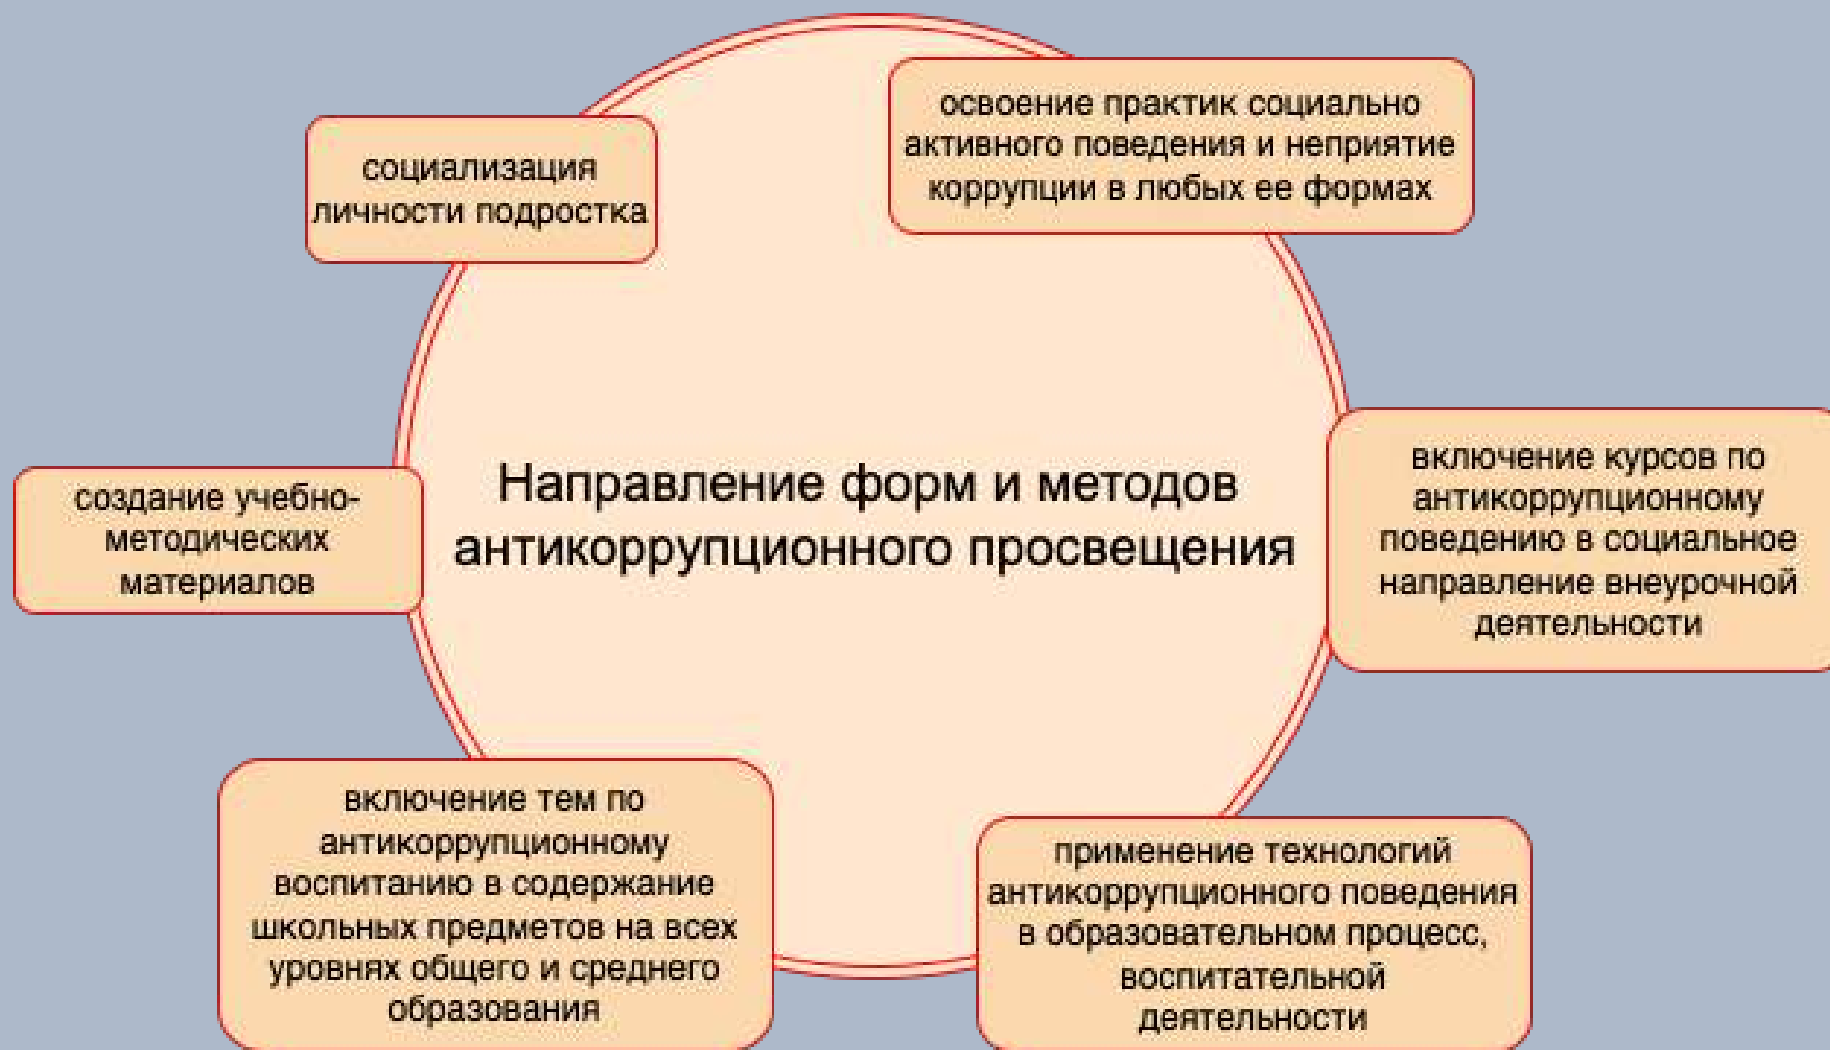 социализация
личности подростка
освоение практик социально
активного поведения и неприятие
коррупции в любых ее формах
Направление форм и методов
антикоррупционного просвещения
создание учебно-
методических
материалов
включение курсов по
антикоррупционному
поведению в социальное
направление внеурочной
деятельности
включение тем по
антикоррупционному
воспитанию в содержание
школьных предметов на всех
уровнях общего и среднего
образования
применение технологий
антикоррупционного поведения
в образовательном процесс,
воспитательной
деятельности